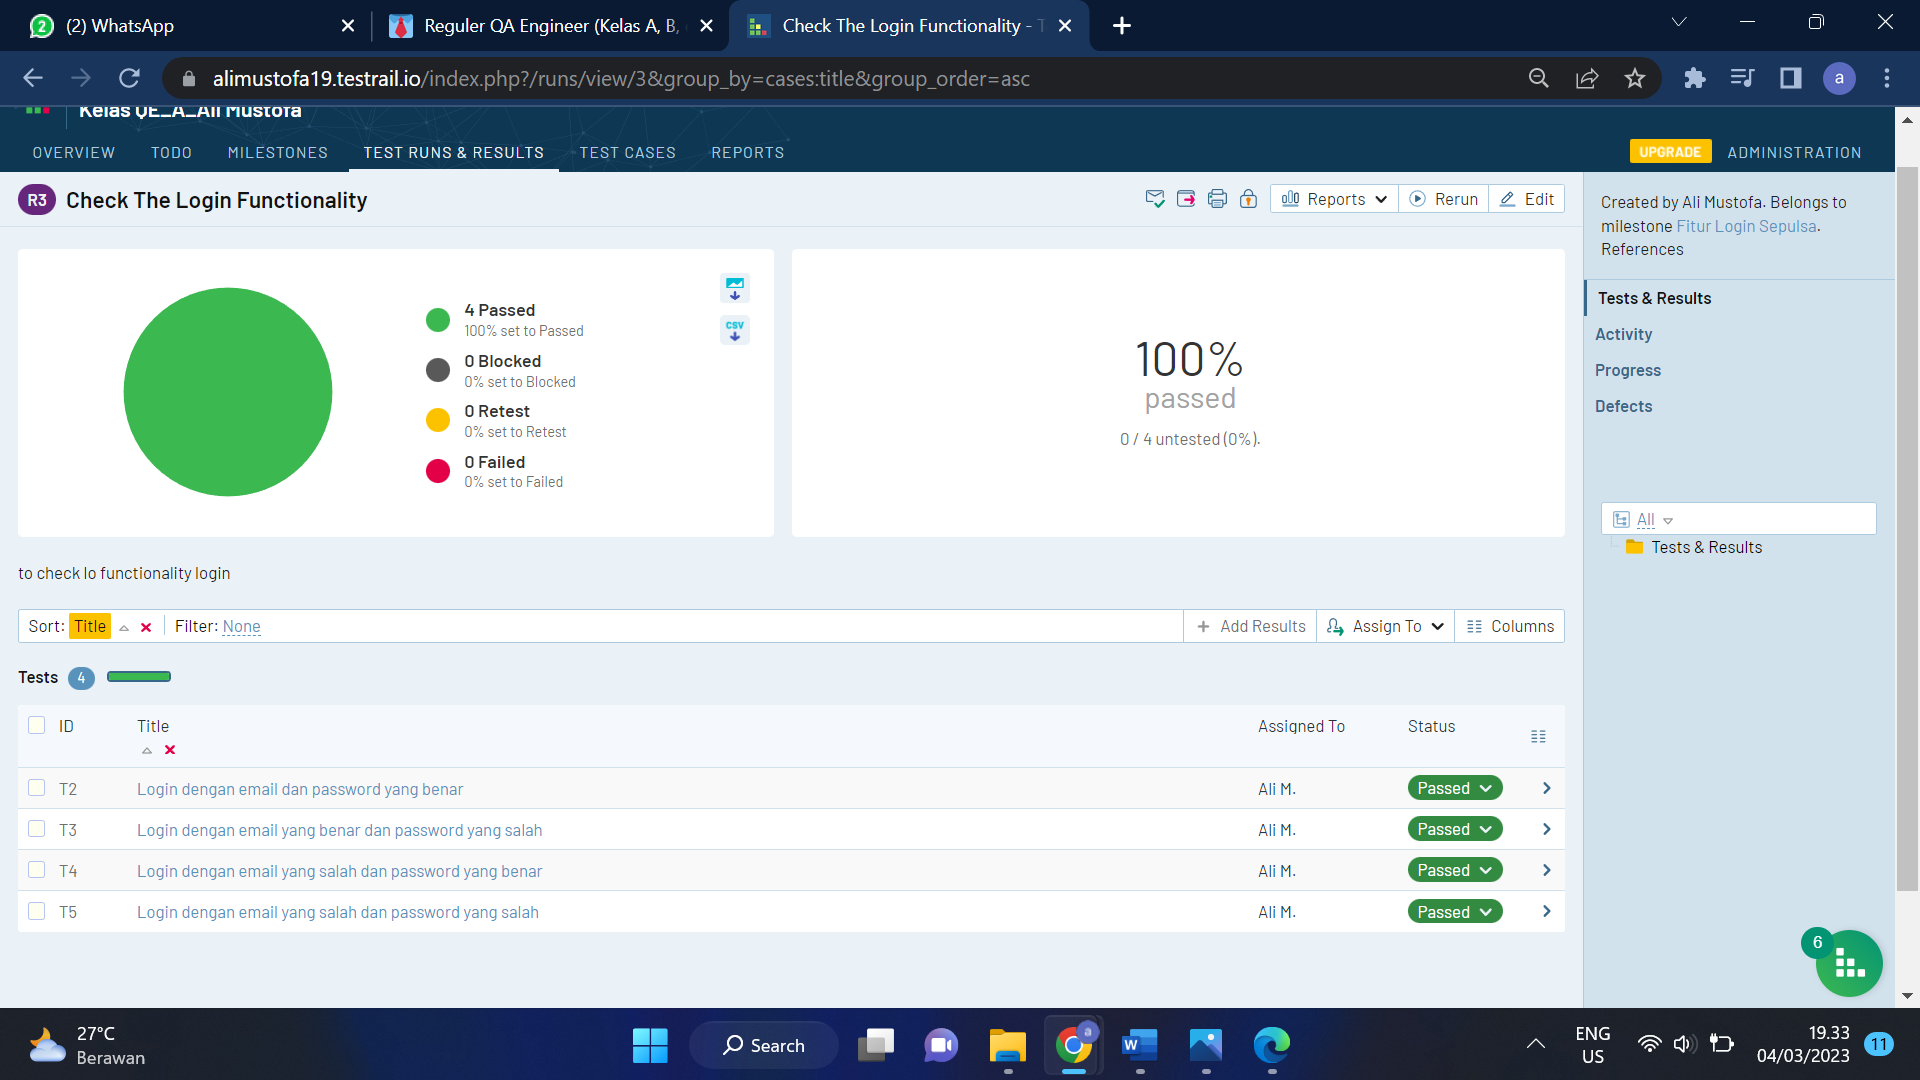 (2) WhatsApp
Reguler QA Engineer (Kelas A, B,
Check The Login Functionality - T
alimustofa19.testrail.io/index.php?/runs/view/3&group_by=cases:title&group_order=asc
a
Kelas QE_A_Ali Mustofa
OVERVIEW TODO MILESTONES TEST RUNS & RESULTS TEST CASES REPORTS UPGRADE ADMINISTRATION
R3 Check The Login Functionality
Reports Rerun Edit
Created by Ali Mustofa. Belongs to
milestone Fitur Login Sepulsa.
References
4 Passed
100% set to Passed
0 Blocked
0% set to Blocked
0 Retest
0% set to Retest
0 Failed
0% set to Failed
CSV
100%
passed
0 / 4 untested (0%).
Tests & Results
Activity
Progress
Defects
All
Tests & Results
to check lo functionality login
Sort: Title Filter: None
+ Add Results Assign To Columns
Tests 4
ID Title Assigned To Status
T2 Login dengan email dan password yang benar Ali M. Passed
T3 Login dengan email yang benar dan password yang salah Ali M. Passed
T4 Login dengan email yang salah dan password yang benar Ali M. Passed
T5 Login dengan email yang salah dan password yang salah Ali M. Passed
6
27°C
Berawan
Search
ENG
US
19.33
04/03/2023
11